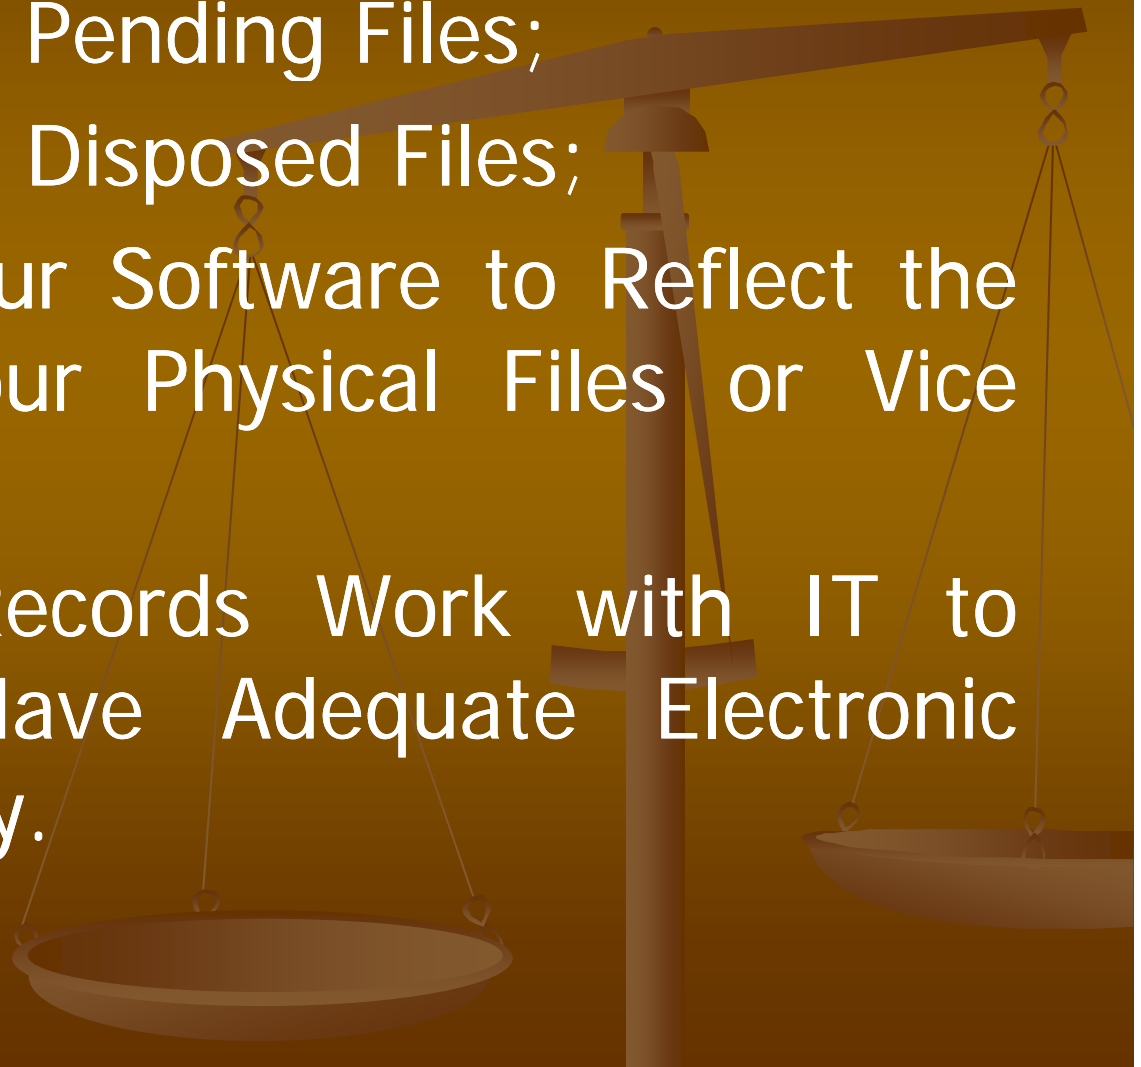 Pending Files;
Disposed Files;
ur Software to Reflect the
our Physical Files or Vice
ecords Work with IT to
ave Adequate Electronic
y.